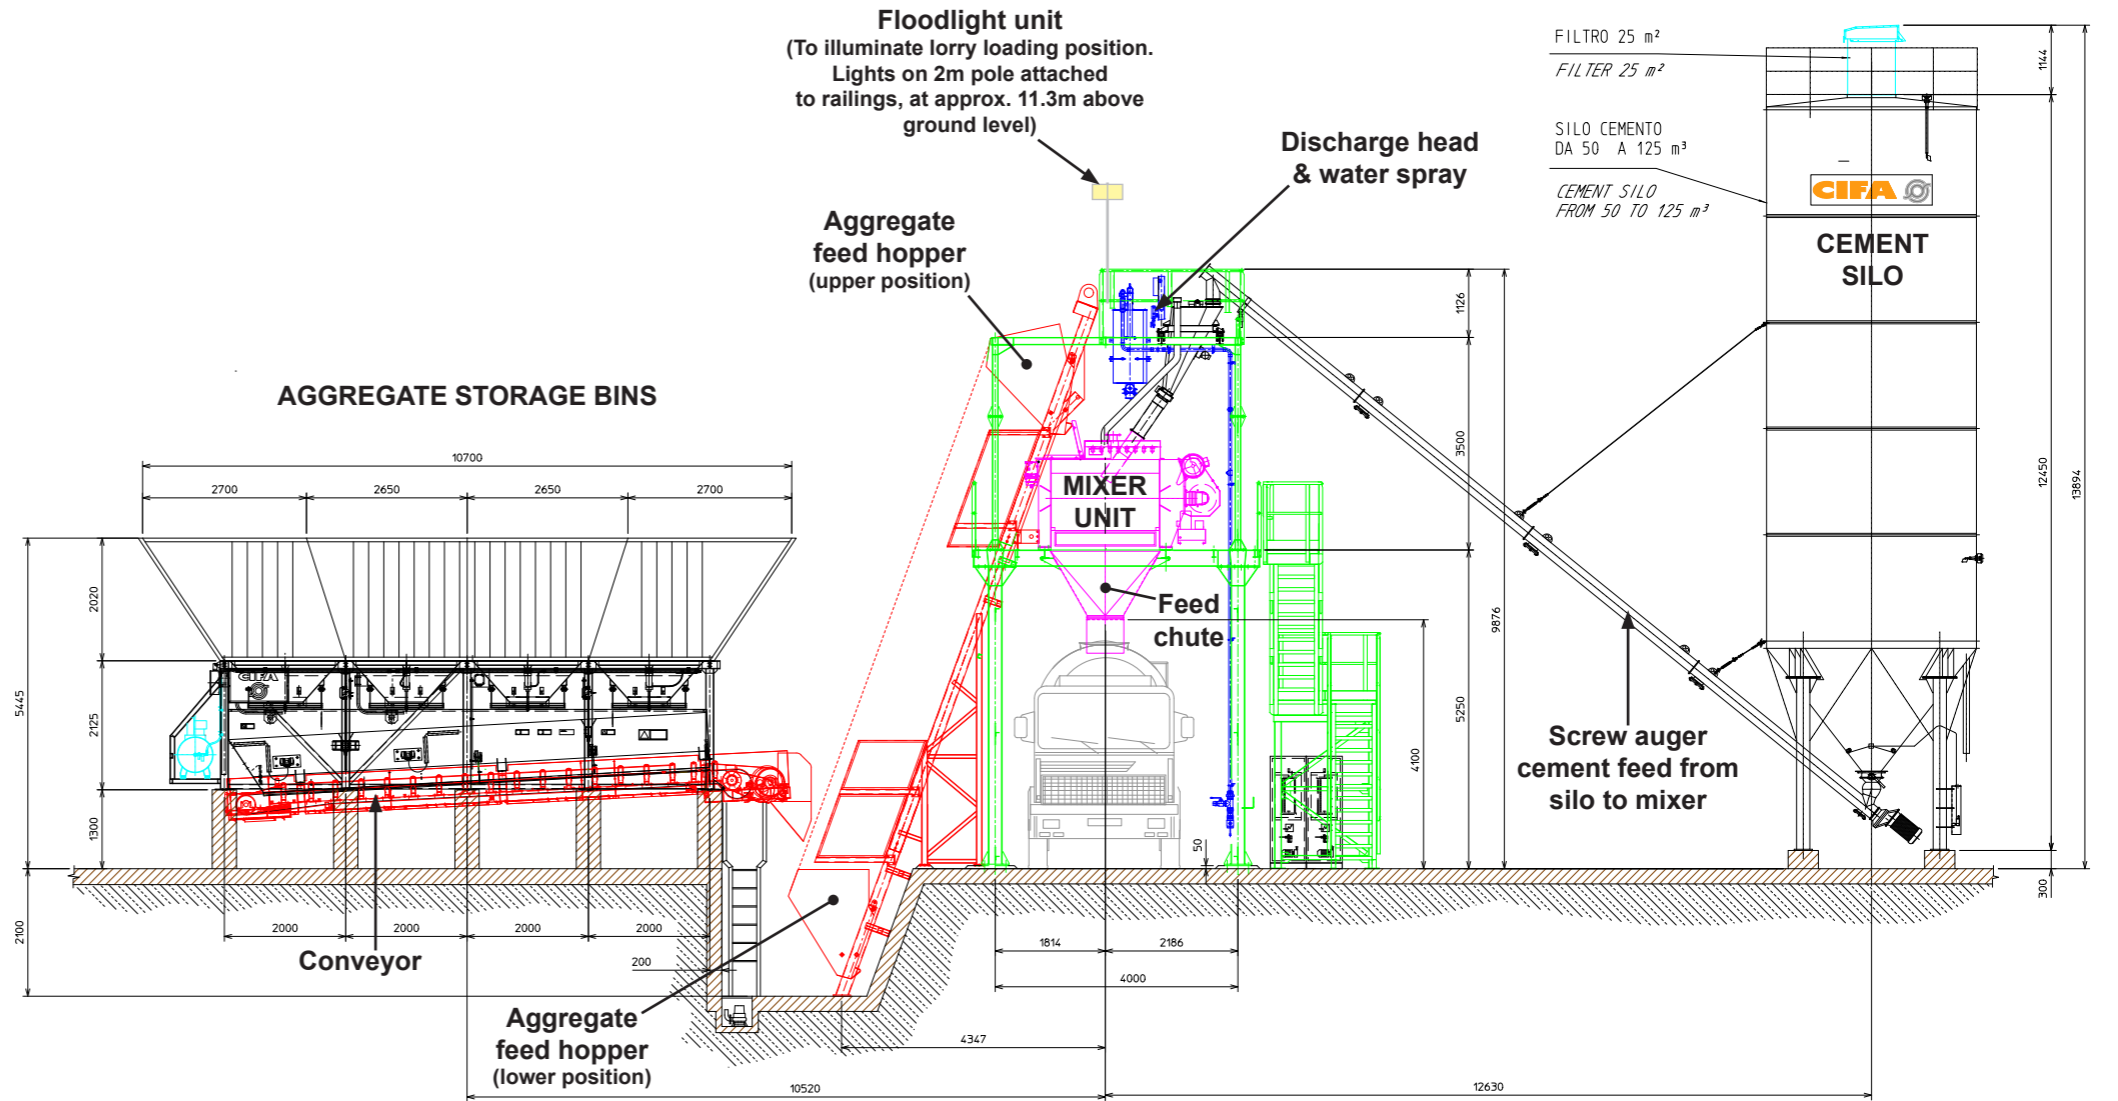 Floodlight unit
(To illuminate lorry loading position.
Lights on 2m pole attached
to railings, at approx. 11.3m above
ground level)
Discharge head
& water spray
Aggregate
feed hopper
(upper position)
FILTRO 25 m²
FILTER 25 m²
SILO CEMENTO
DA 50 A 125 m³
CEMENT SILO
FROM 50 TO 125 m³
CIFA
CEMENT
SILO
1144
12450
13894
300
AGGREGATE STORAGE BINS
10700
2700
2650
2650
2700
5445
2020
2125
1300
2100
CIFA
MIXER
UNIT
Feed
chute
1126
3500
9876
5250
4100
50
Screw auger
cement feed from
silo to mixer
2000
2000
2000
2000
Conveyor
200
Aggregate
feed hopper
(lower position)
1814
2186
4000
4347
10520
12630